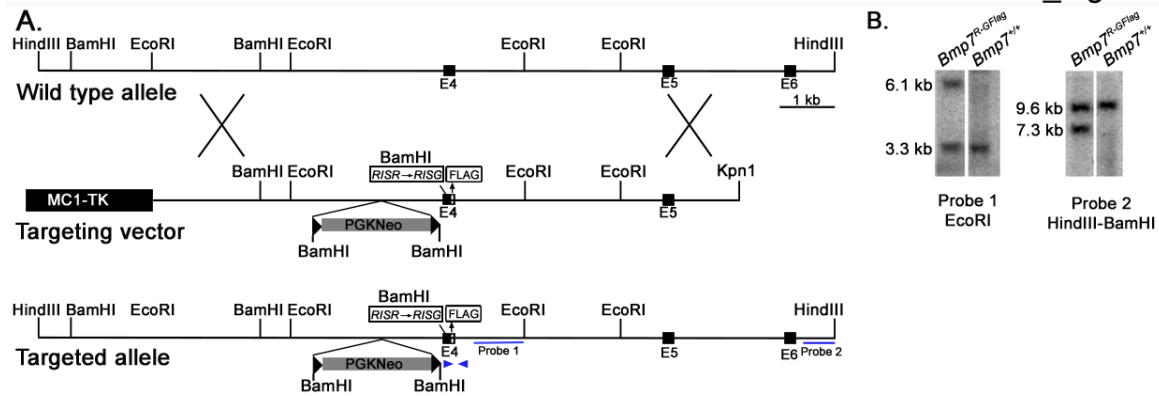 A.
HindIII BamHI EcoRI BamHI EcoRI EcoRI EcoRI HindIII
E4 E5 E6
Wild type allele
1 kb
BamHI
BamHI EcoRI RISR→RISG FLAG EcoRI EcoRI Kpn1
MC1-TK
E4 E5
PGKNeo
Targeting vector
BamHI BamHI
BamHI
HindIII BamHI EcoRI BamHI EcoRI RISR→RISG FLAG EcoRI EcoRI HindIII
E4 Probe 1 E5 E6 Probe 2
Targeted allele
PGKNeo
BamHI BamHI
B.
Bmp7R-GFlag Bmp7+/+
6.1 kb
3.3 kb
Probe 1
EcoRI
Bmp7R-GFlag Bmp7+/+
9.6 kb
7.3 kb
Probe 2
HindIII-BamHI